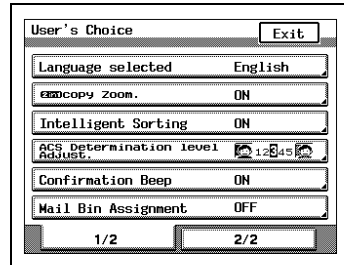 User's Choice Exit
Language selected English
copy Zoom. ON
Intelligent Sorting ON
ACS Determination level Adjust. 12345
Confirmation Beep ON
Mail Bin Assignment OFF
1/2 2/2